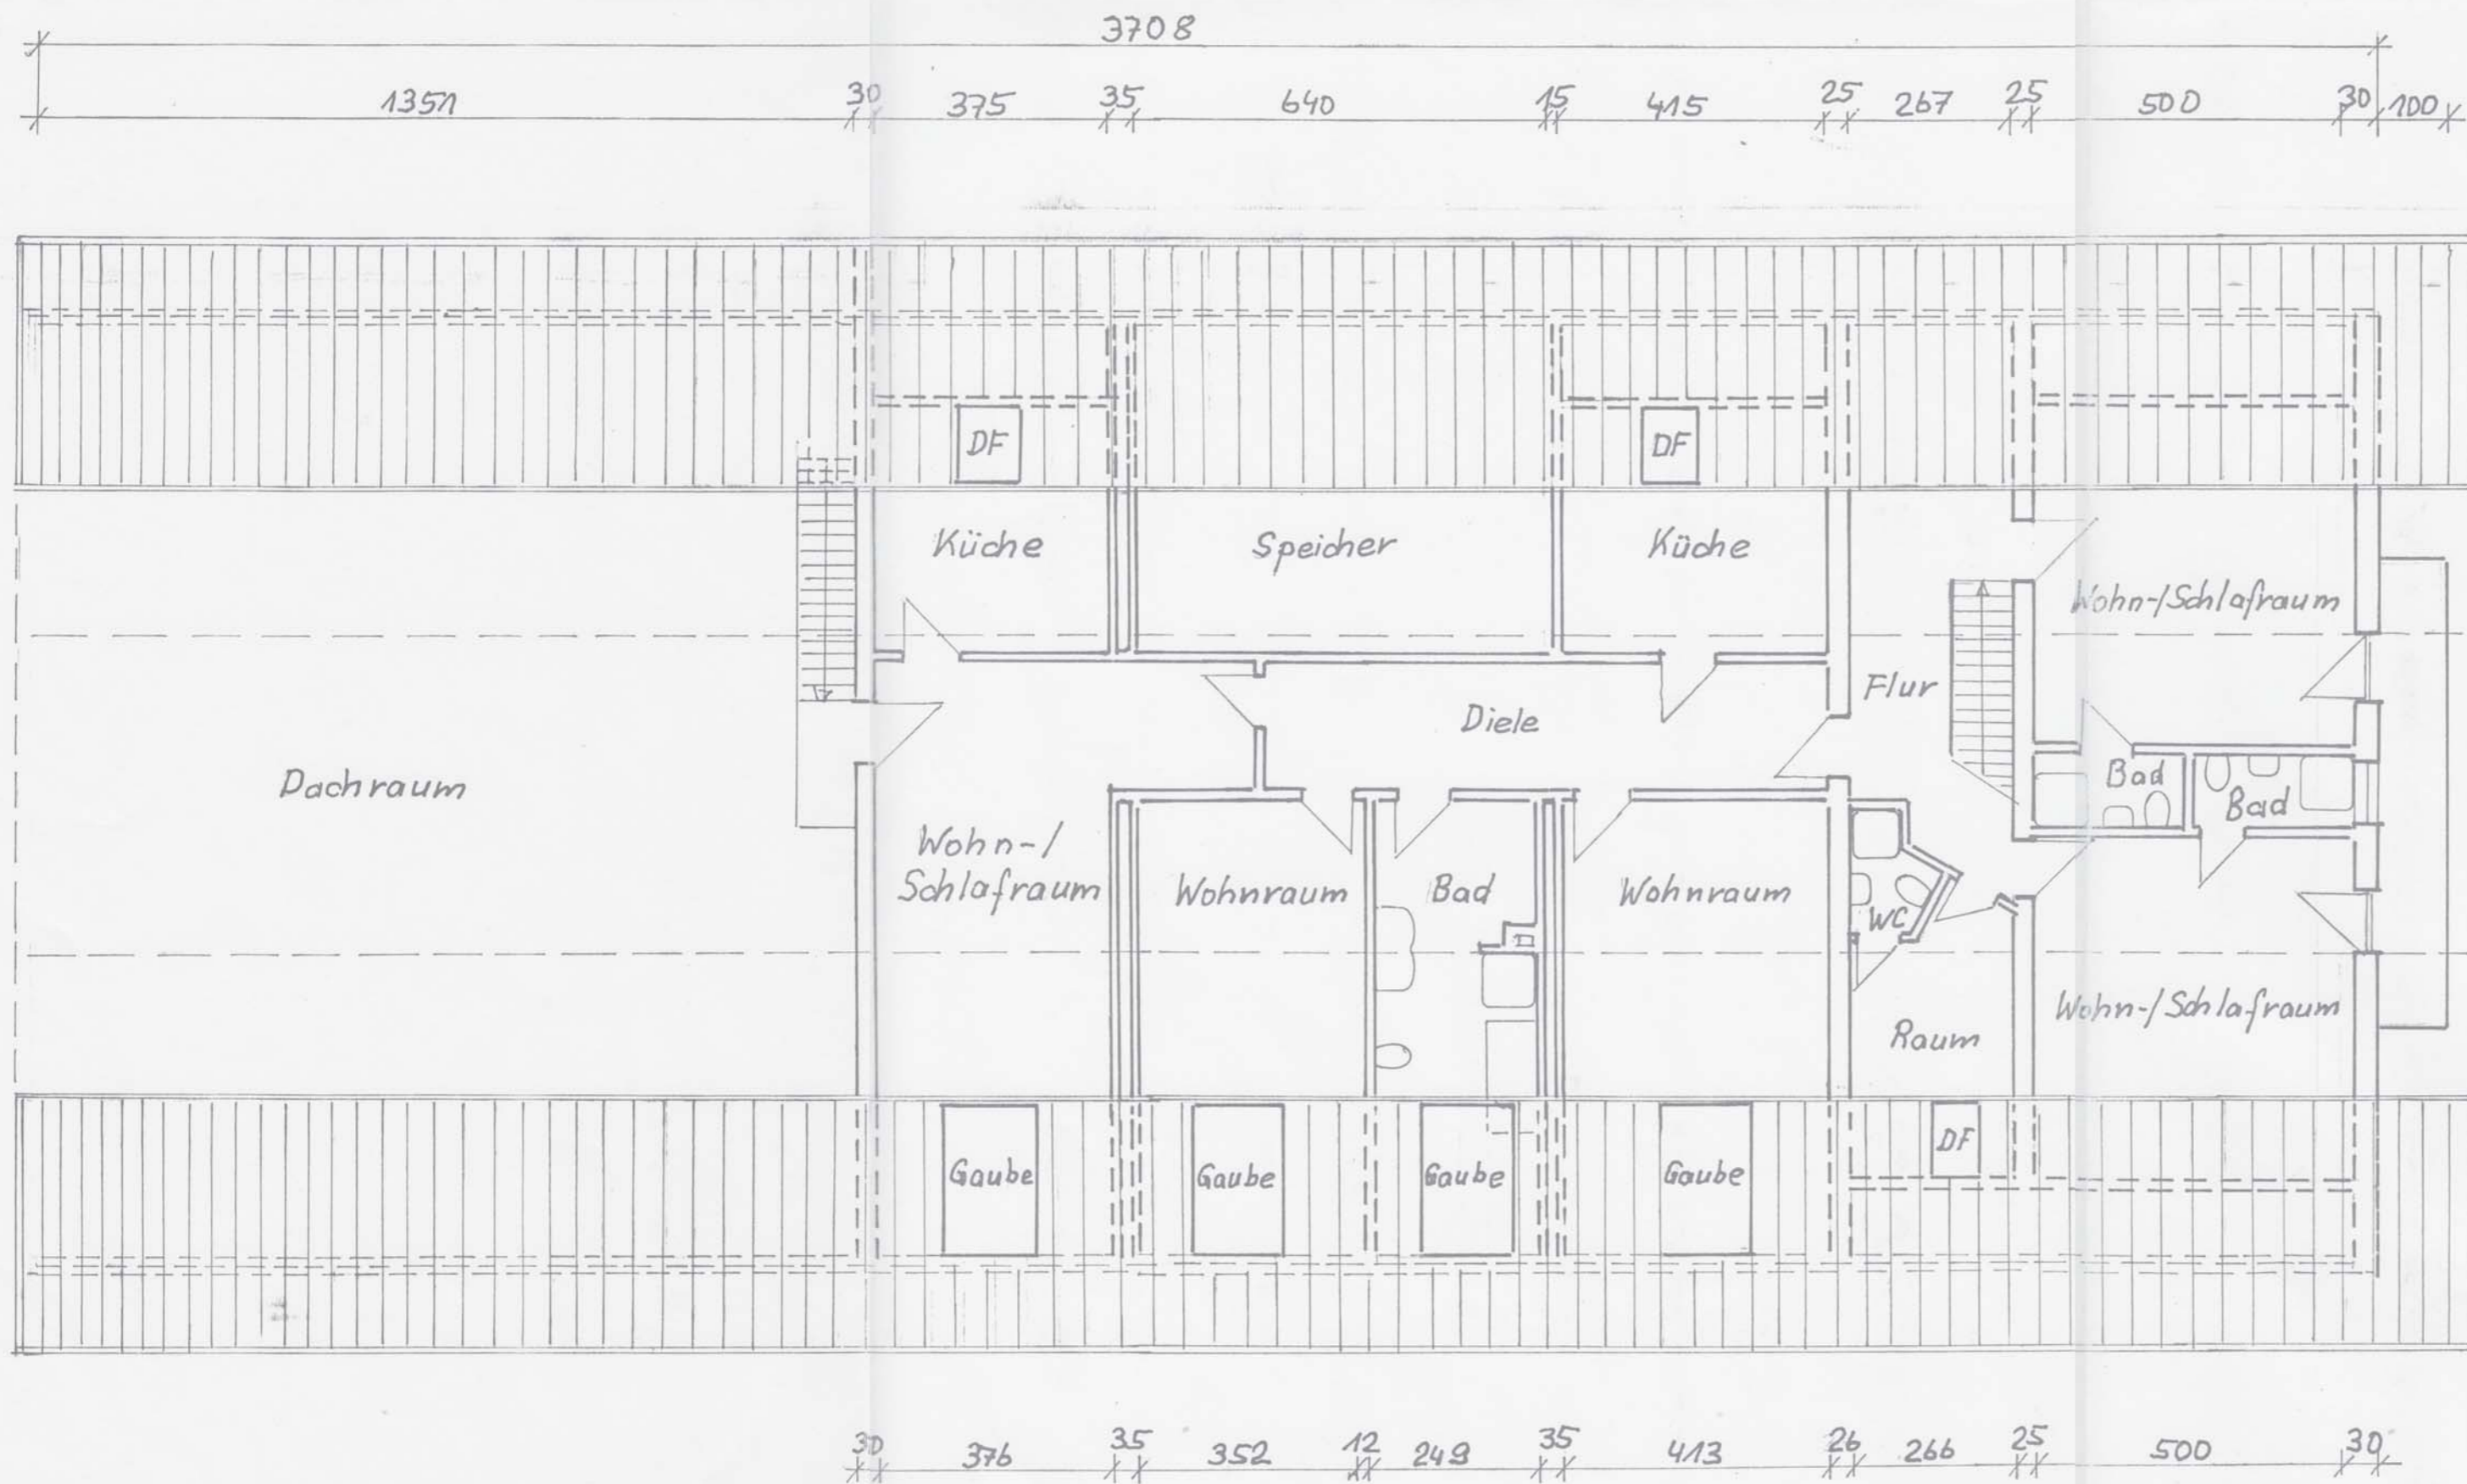 3708
1351 30 375 35 640 15 415 25 267 25 500 30 100
DF DF
Küche Speicher Küche
Wohn-/Schlafraum
Flur
Diele
Dachraum
Bad
Bad
Wohn-/
Schlafraum
Wohnraum Bad Wohnraum
WC
Wohn-/Schlafraum
Raum
DF
Gaube Gaube Gaube Gaube
30 376 35 352 12 249 35 413 26 266 25 500 30